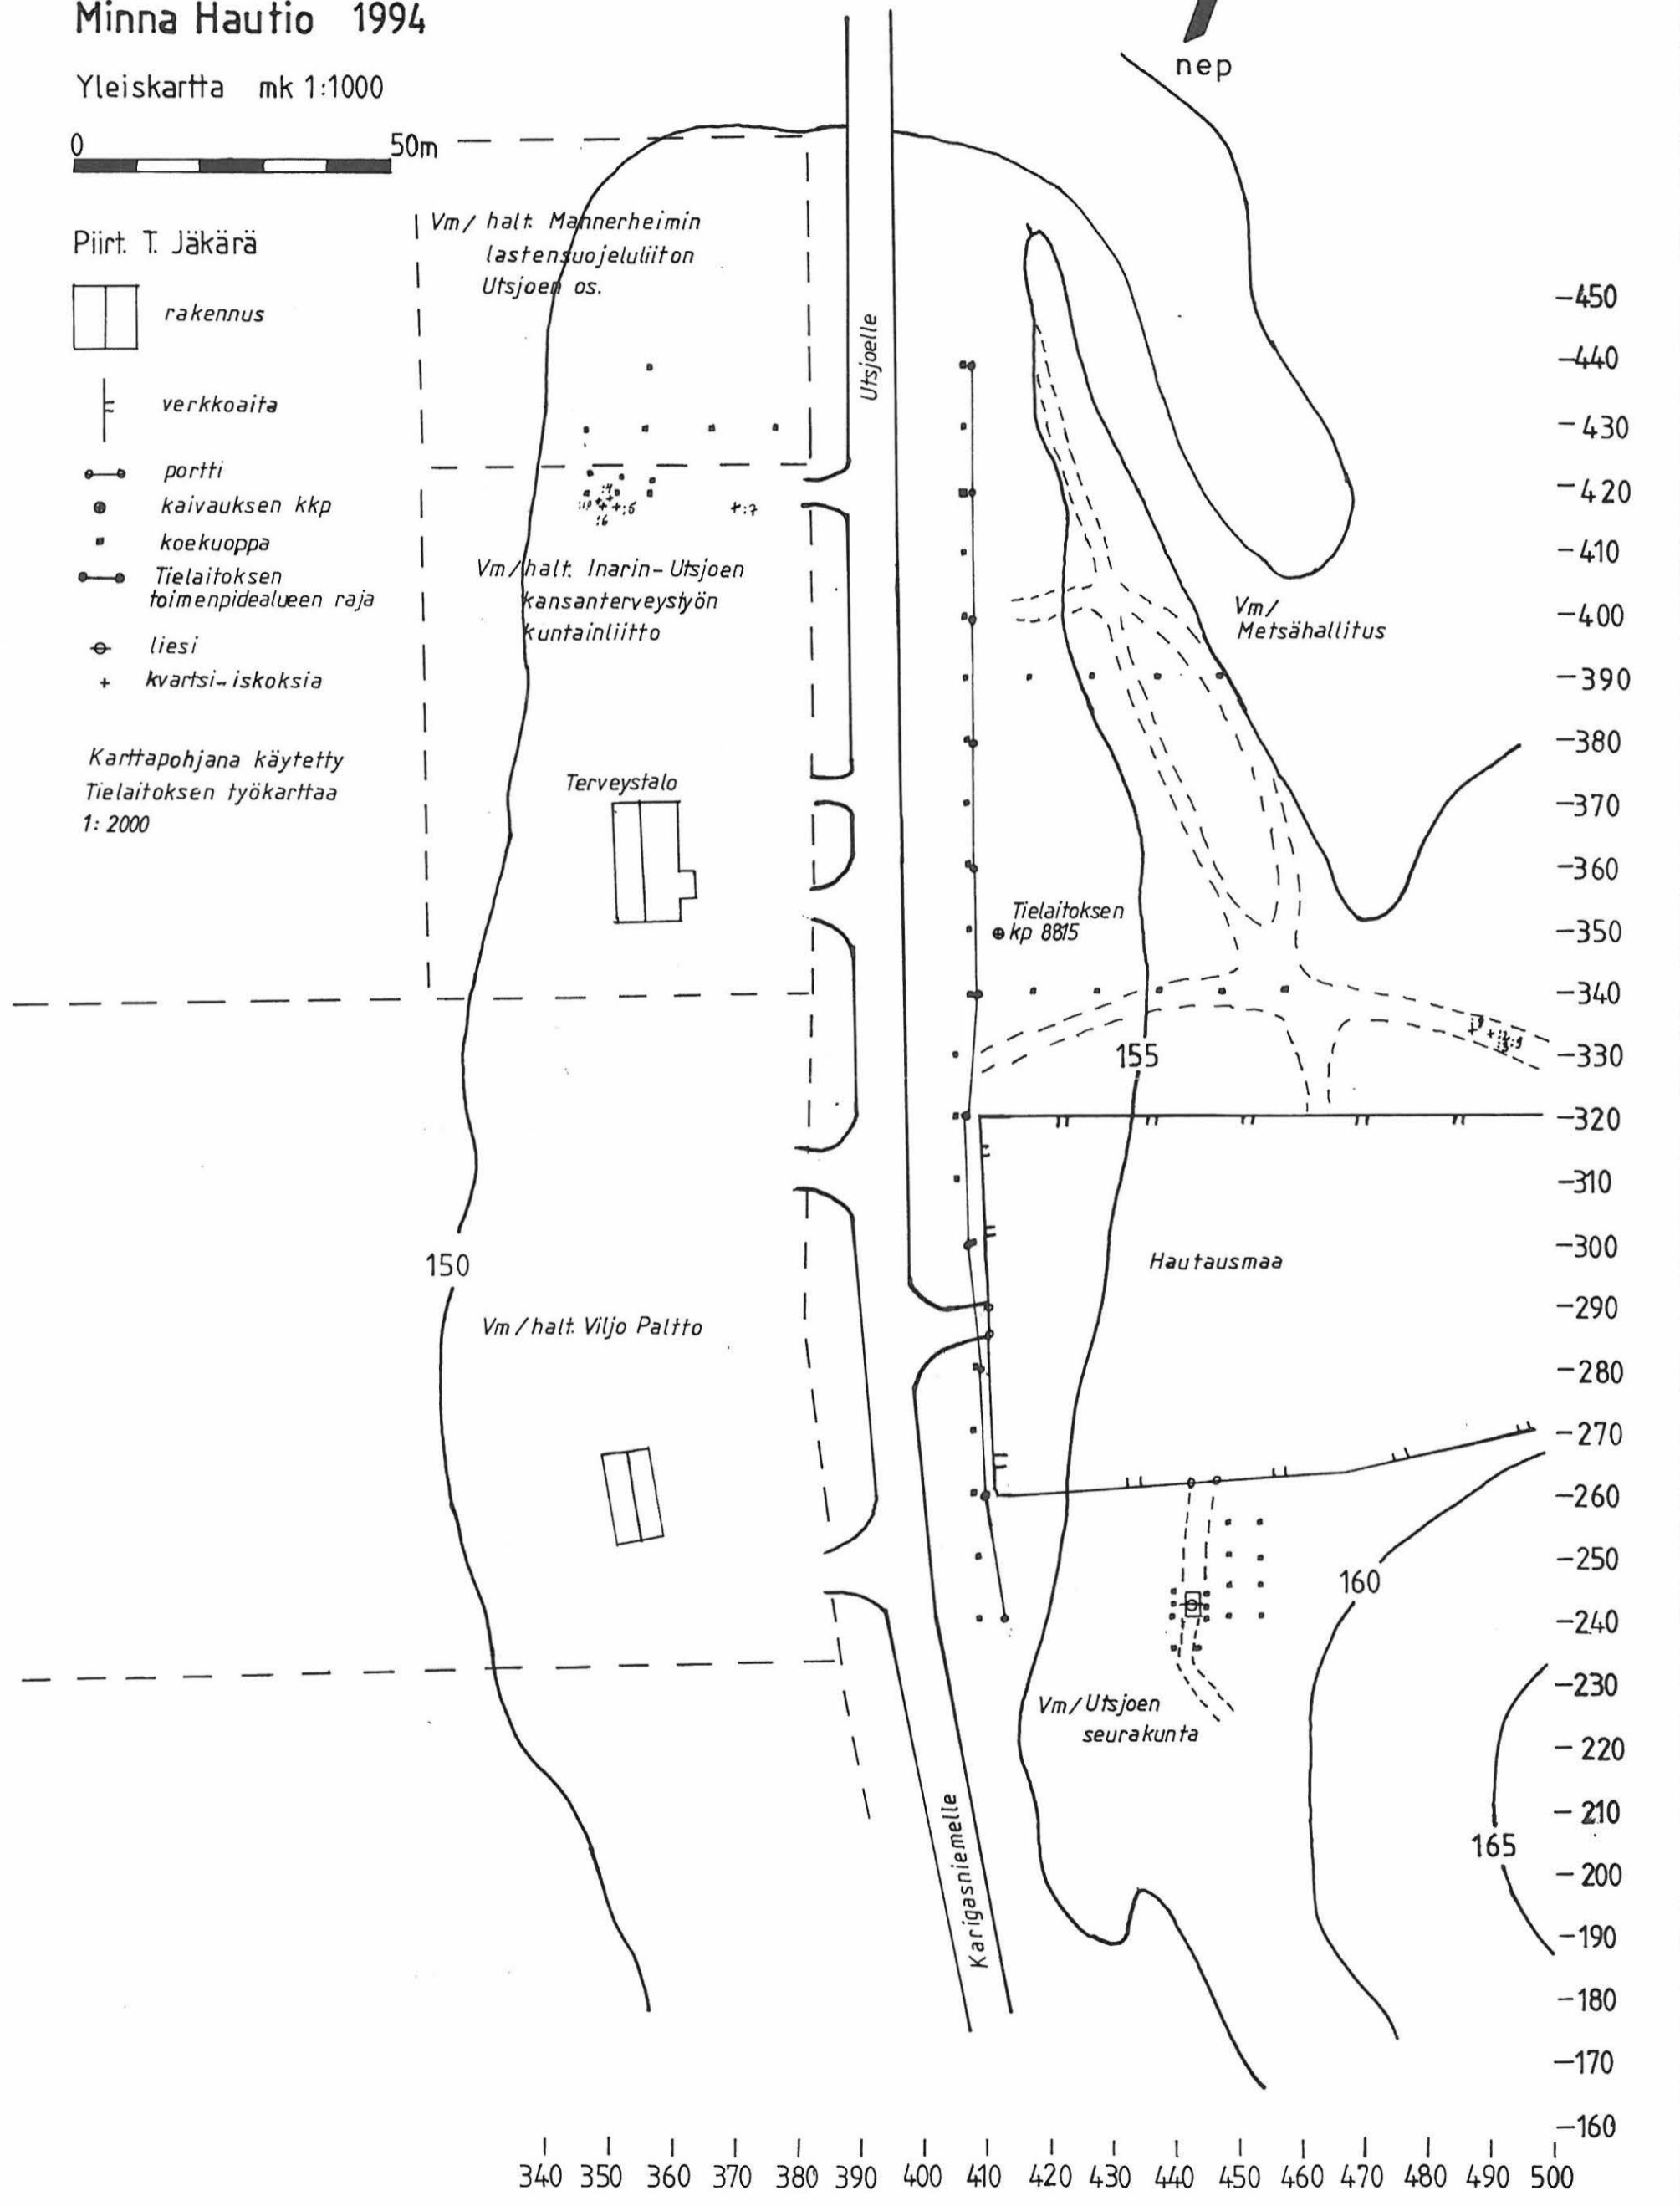 Minna Hautio 1994
nep
Yleiskartta mk 1:1000
0 50m
Piirt. T. Jäkärä
rakennus
verkkoaita
portti
kaivauksen kkp
koekuoppa
Tielaitoksen
toimenpidealueen raja
liesi
kvartsi-iskoksia
Karttapohjana käytetty
Tielaitoksen työkarttaa
1:2000
Vm/ halt. Mannerheimin
lastensuojeluliiton
Utsjoen os.
Utsjoelle
+:7
Vm/halt. Inarin-Utsjoen
kansanterveystyön
kuntainliitto
Terveystalo
Vm/
Metsähallitus
Tielaitoksen
kp 8815
155
Hautausmaa
150
Vm/halt. Viljo Paltto
160
Vm/Utsjoen
seurakunta
165
Karigasniemelle
-450
-440
-430
-420
-410
-400
-390
-380
-370
-360
-350
-340
-330
-320
-310
-300
-290
-280
-270
-260
-250
-240
-230
-220
-210
-200
-190
-180
-170
-160
340 350 360 370 380 390 400 410 420 430 440 450 460 470 480 490 500